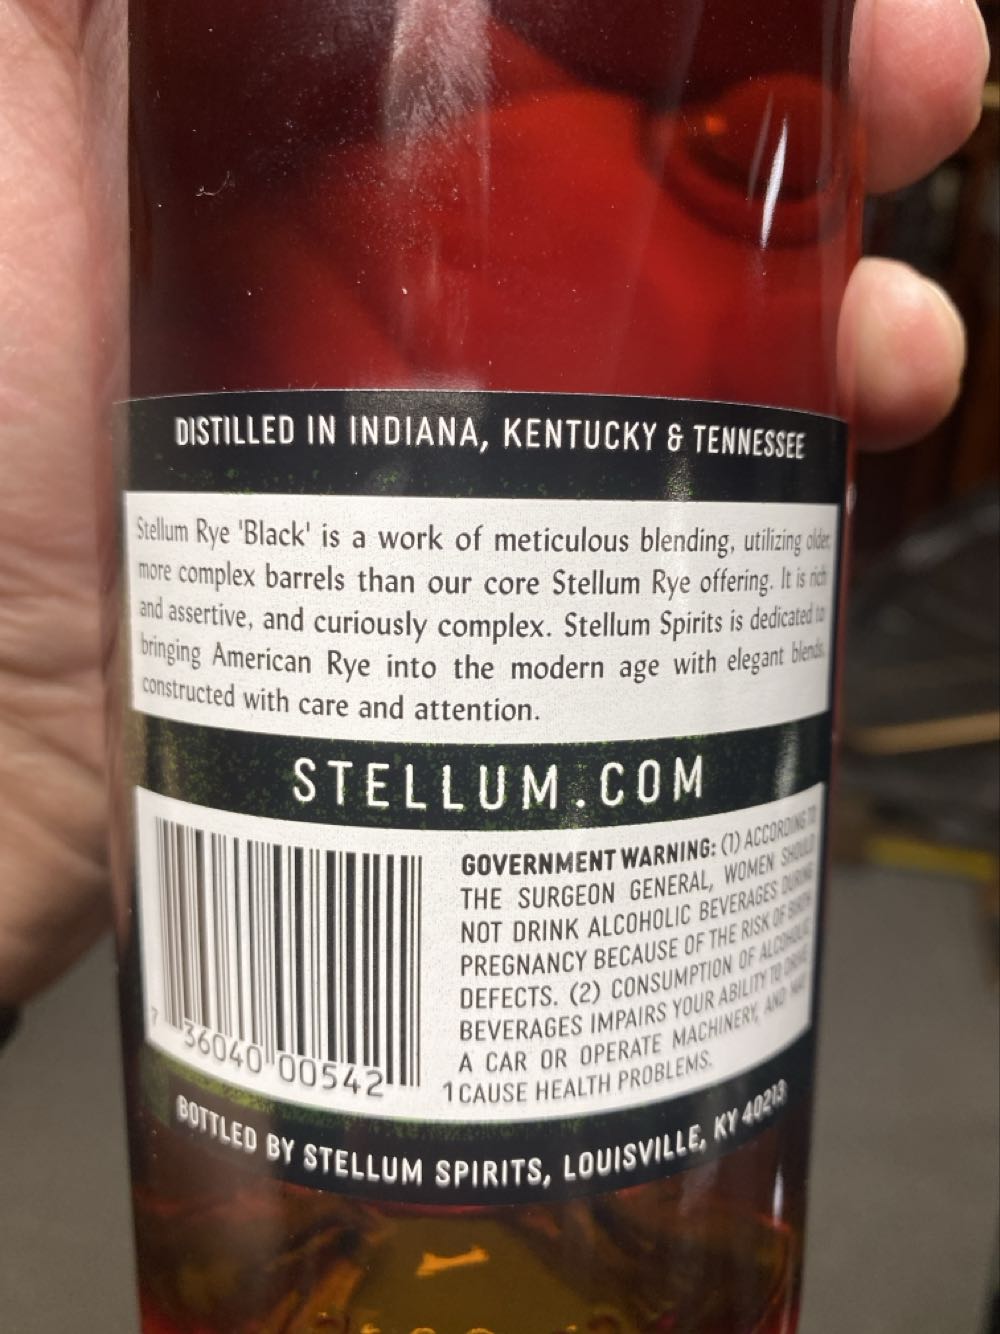 DISTILLED IN INDIANA, KENTUCKY & TENNESSEE
Stellum Rye 'Black' is a work of meticulous blending, utilizing older,
more complex barrels than our core Stellum Rye offering. It is rich
and assertive, and curiously complex. Stellum Spirits is dedicated to
bringing American Rye into the modern age with elegant blends,
constructed with care and attention.
STELLUM.COM
GOVERNMENT WARNING: (1) ACCORDING TO
THE SURGEON GENERAL, WOMEN SHOULD
NOT DRINK ALCOHOLIC BEVERAGES DURING
PREGNANCY BECAUSE OF THE RISK OF BIRTH
DEFECTS. (2) CONSUMPTION OF ALCOHOLIC
BEVERAGES IMPAIRS YOUR ABILITY TO DRIVE
A CAR OR OPERATE MACHINERY, AND MAY
CAUSE HEALTH PROBLEMS.
7 36040 00542 1
BOTTLED BY STELLUM SPIRITS, LOUISVILLE, KY 40213